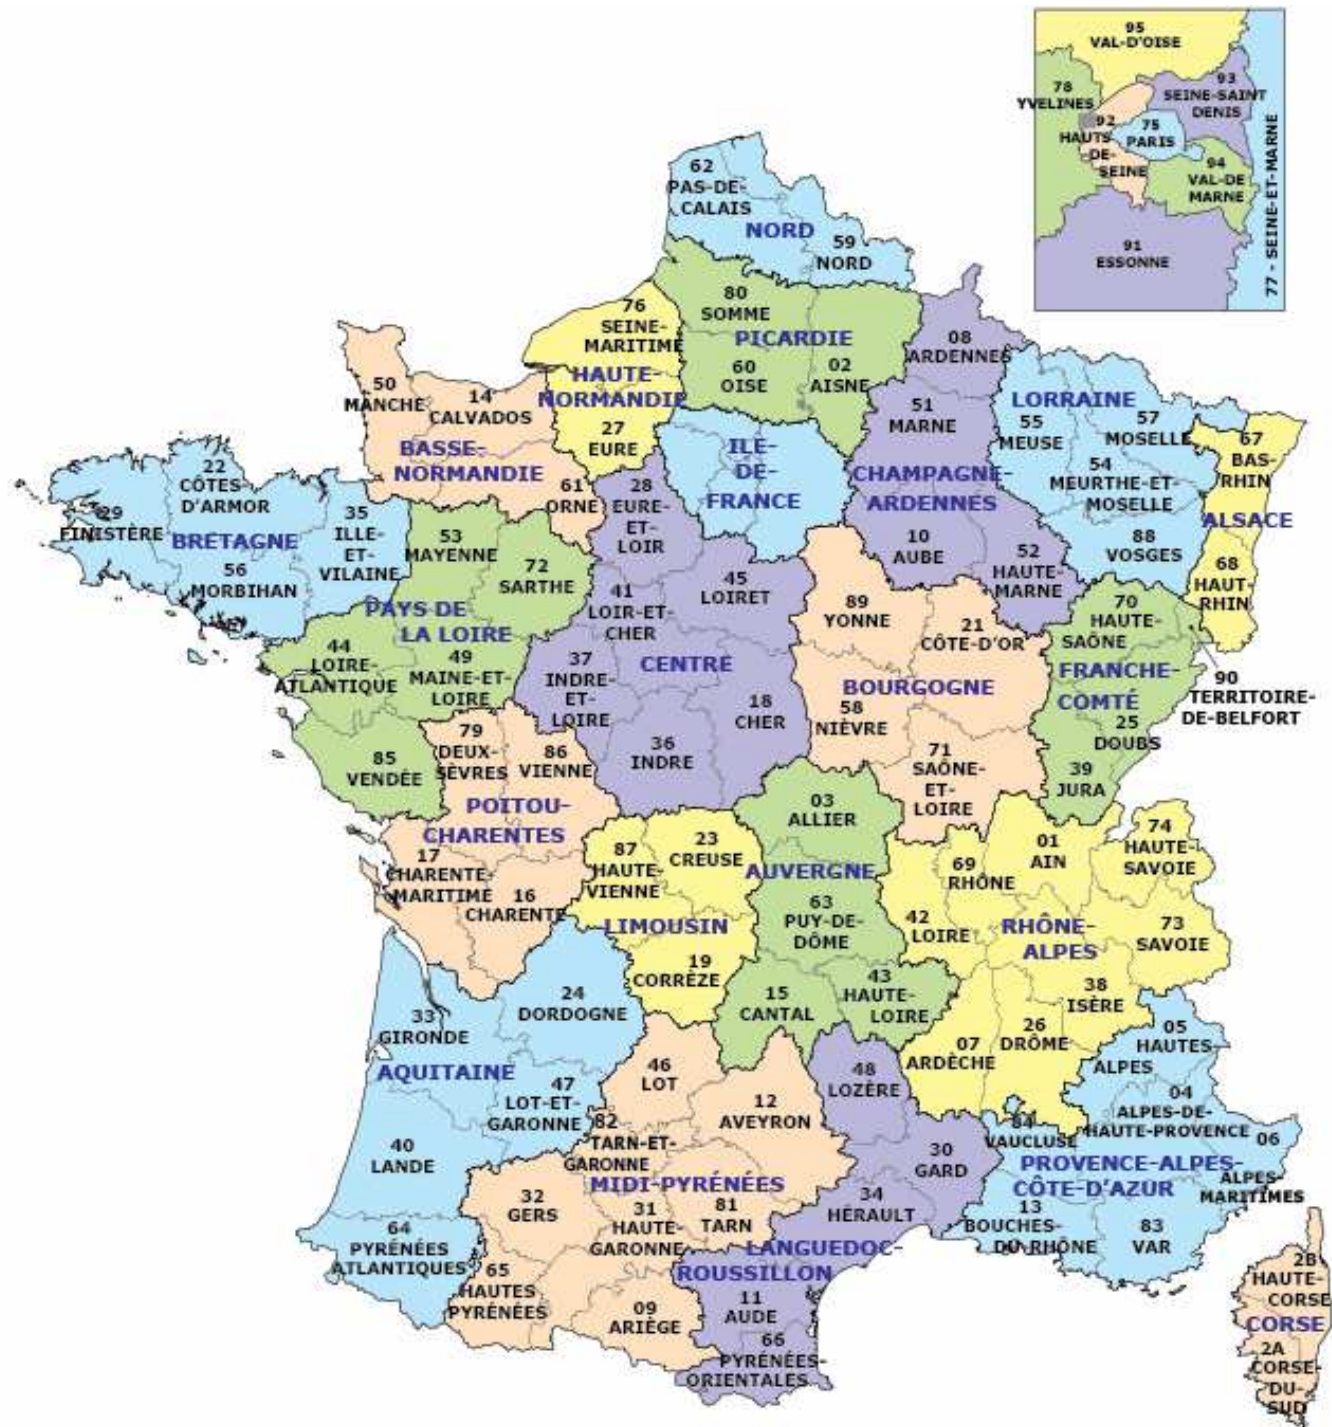 95
VAL-D'OISE
93
SEINE-SAINT
DENIS
78
YVELINES
92
HAUTS
-DE-
SEINE
75
PARIS
94
VAL-DE
MARNE
91
ESSONNE
77 - SEINE-ET-MARNE
62
PAS-DE-
CALAIS
NORD
59
NORD
80
SOMME
PICARDIE
60
OISE
02
AISNE
76
SEINE-
MARITIME
HAUTE-
NORMANDIE
27
EURE
08
ARDENNES
51
MARNE
CHAMPAGNE-
ARDENNES
10
AUBE
52
HAUTE-
MARNE
LORRAINE
55
MEUSE
57
MOSELLE
54
MEURTHE-ET-
MOSELLE
88
VOSGES
67
BAS-
RHIN
ALSACE
68
HAUT-
RHIN
50
MANCHE
14
CALVADOS
BASSE-
NORMANDIE
61
ORNE
ILE-
DE-
FRANCE
22
CÔTES
D'ARMOR
29
FINISTÈRE
BRETAGNE
35
ILLE-
ET-
VILAINE
56
MORBIHAN
53
MAYENNE
72
SARTHE
PAYS DE
LA LOIRE
44
LOIRE-
ATLANTIQUE
49
MAINE-ET-
LOIRE
85
VENDÉE
28
EURE-
ET-
LOIR
41
LOIR-ET-
CHER
45
LOIRET
CENTRE
37
INDRE-
ET-
LOIRE
18
CHER
36
INDRE
89
YONNE
21
CÔTE-D'OR
BOURGOGNE
58
NIÈVRE
71
SAÔNE-
ET-
LOIRE
70
HAUTE-
SAÔNE
FRANCHE-
COMTÉ
90
TERRITOIRE-
DE-BELFORT
25
DOUBS
39
JURA
79
DEUX-
SÈVRES
86
VIENNE
POITOU-
CHARENTES
17
CHARENTE-
MARITIME
16
CHARENTE
87
HAUTE-
VIENNE
23
CREUSE
LIMOUSIN
19
CORRÈZE
03
ALLIER
AUVERGNE
63
PUY-DE-
DÔME
15
CANTAL
43
HAUTE-
LOIRE
69
RHÔNE
01
AIN
74
HAUTE-
SAVOIE
42
LOIRE
RHÔNE-
ALPES
73
SAVOIE
38
ISÈRE
07
ARDÈCHE
26
DRÔME
33
GIRONDE
24
DORDOGNE
AQUITAINE
47
LOT-ET-
GARONNE
40
LANDE
64
PYRÉNÉES
ATLANTIQUES
46
LOT
12
AVEYRON
82
TARN-ET-
GARONNE
MIDI-PYRÉNÉES
32
GERS
31
HAUTE-
GARONNE
81
TARN
65
HAUTES
PYRÉNÉES
09
ARIÈGE
48
LOZÈRE
30
GARD
34
HÉRAULT
LANGUEDOC-
ROUSSILLON
11
AUDE
66
PYRÉNÉES-
ORIENTALES
05
HAUTES
ALPES
04
ALPES-DE-
HAUTE-PROVENCE
84
VAUCLUSE
06
ALPES-
MARITIMES
PROVENCE-ALPES-
CÔTE-D'AZUR
13
BOUCHES-
DU-RHÔNE
83
VAR
2B
HAUTE-
CORSE
CORSE
2A
CORSE-
DU-
SUD